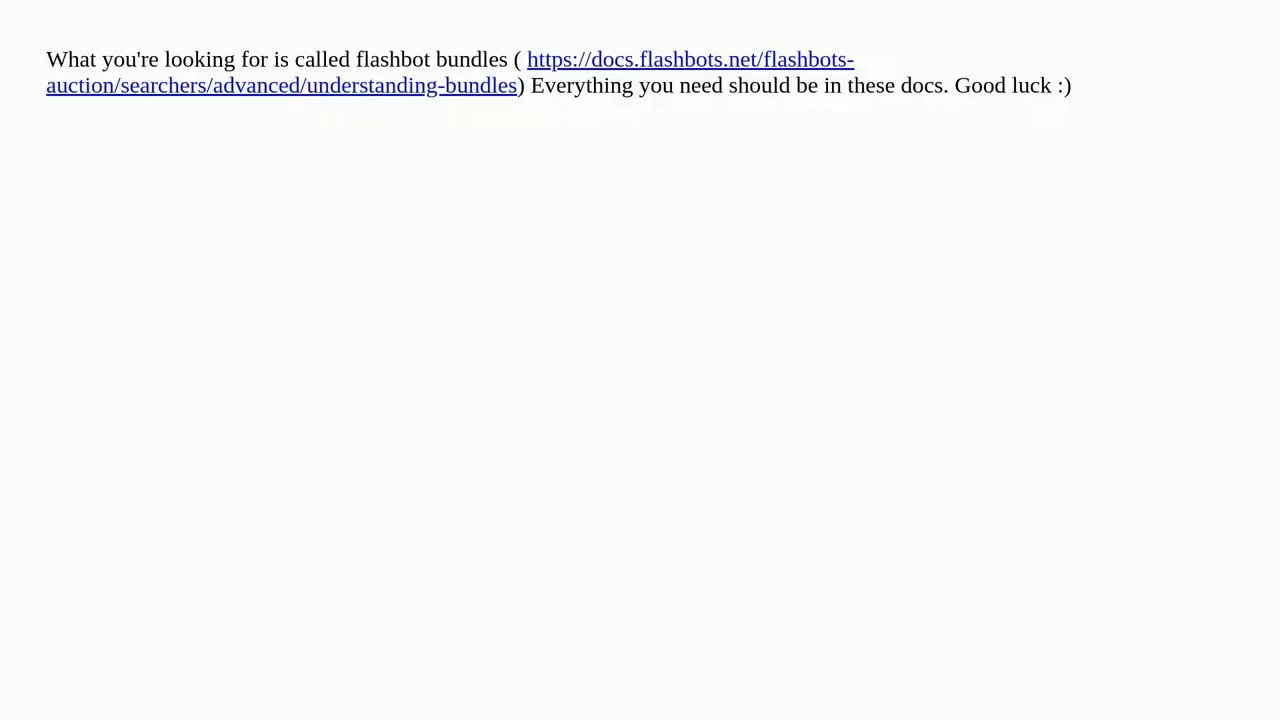 What you're looking for is called flashbot bundles ( https://docs.flashbots.net/flashbots-
auction/searchers/advanced/understanding-bundles) Everything you need should be in these docs. Good luck :)